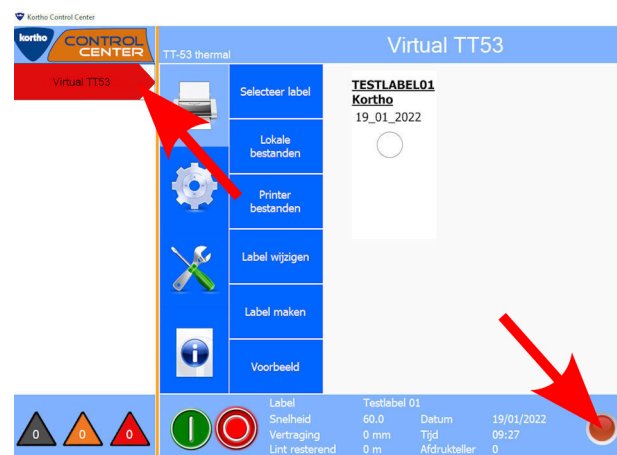 Kortho Control Center
kortho
CONTROL
CENTER
TT-53 thermal
Virtual TT53
Virtual TT53
Selecteer label
Lokale
bestanden
Printer
bestanden
Label wijzigen
Label maken
Voorbeeld
TESTLABEL01
Kortho
19_01_2022
0
0
0
Label Testlabel 01
Snelheid 60.0 Datum 19/01/2022
Vertraging 0 mm Tijd 09:27
Lint resterend 0 m Afdrukteller 0